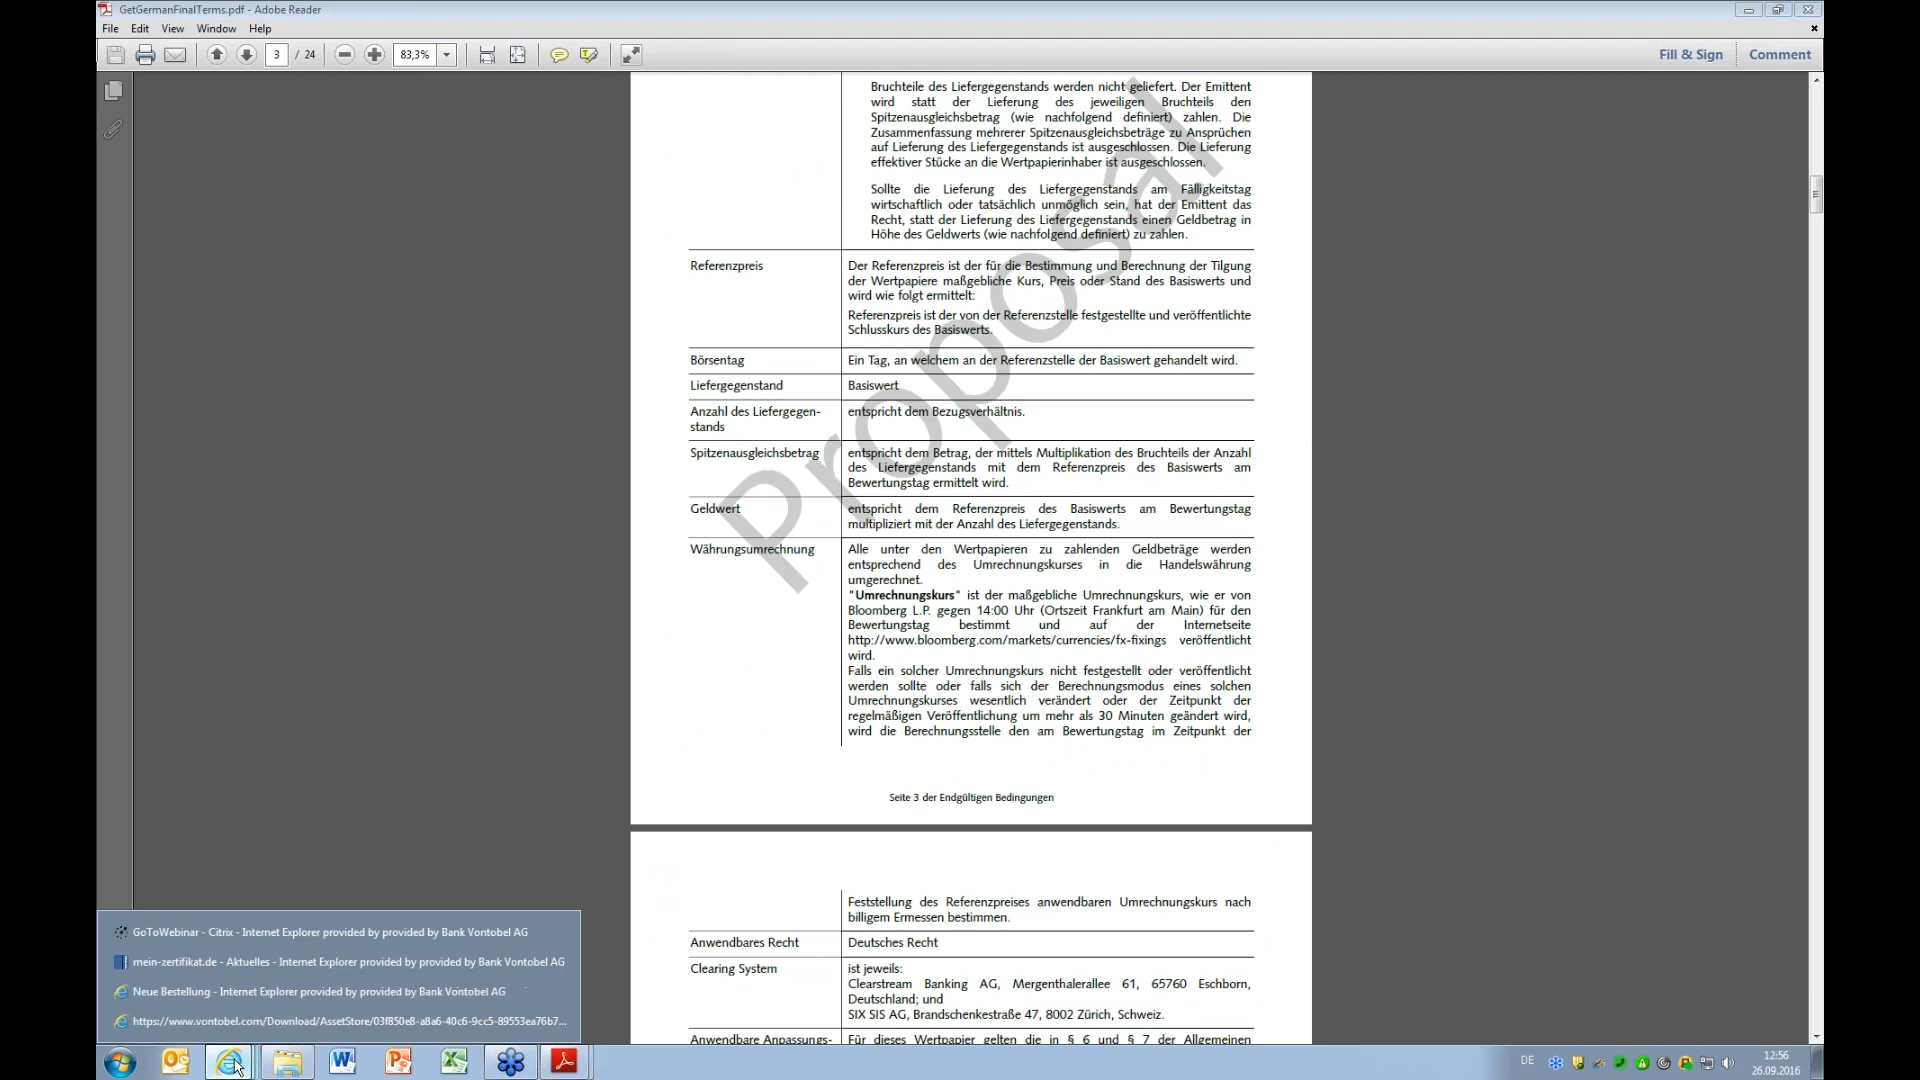 GetGermanFinalTerms.pdf - Adobe Reader
File Edit View Window Help
3 / 24 83,3% Fill & Sign Comment
Bruchteile des Liefergegenstands werden nicht geliefert. Der Emittent
wird statt der Lieferung des jeweiligen Bruchteils den
Spitzenausgleichsbetrag (wie nachfolgend definiert) zahlen. Die
Zusammenfassung mehrerer Spitzenausgleichsbeträge zu Ansprüchen
auf Lieferung des Liefergegenstands ist ausgeschlossen. Die Lieferung
effektiver Stücke an die Wertpapierinhaber ist ausgeschlossen.
Sollte die Lieferung des Liefergegenstands am Fälligkeitstag
wirtschaftlich oder tatsächlich unmöglich sein, hat der Emittent das
Recht, statt der Lieferung des Liefergegenstands einen Geldbetrag in
Höhe des Geldwerts (wie nachfolgend definiert) zu zahlen.
Referenzpreis Der Referenzpreis ist der für die Bestimmung und Berechnung der Tilgung
der Wertpapiere maßgebliche Kurs, Preis oder Stand des Basiswerts und
wird wie folgt ermittelt:
Referenzpreis ist der von der Referenzstelle festgestellte und veröffentlichte
Schlusskurs des Basiswerts.
Börsentag Ein Tag, an welchem an der Referenzstelle der Basiswert gehandelt wird.
Liefergegenstand Basiswert
Anzahl des Liefergegen- entspricht dem Bezugsverhältnis.
stands
Spitzenausgleichsbetrag entspricht dem Betrag, der mittels Multiplikation des Bruchteils der Anzahl
des Liefergegenstands mit dem Referenzpreis des Basiswerts am
Bewertungstag ermittelt wird.
Geldwert entspricht dem Referenzpreis des Basiswerts am Bewertungstag
multipliziert mit der Anzahl des Liefergegenstands.
Währungsumrechnung Alle unter den Wertpapieren zu zahlenden Geldbeträge werden
entsprechend des Umrechnungskurses in die Handelswährung
umgerechnet.
"Umrechnungskurs" ist der maßgebliche Umrechnungskurs, wie er von
Bloomberg L.P. gegen 14:00 Uhr (Ortszeit Frankfurt am Main) für den
Bewertungstag bestimmt und auf der Internetseite
http://www.bloomberg.com/markets/currencies/fx-fixings veröffentlicht
wird.
Falls ein solcher Umrechnungskurs nicht festgestellt oder veröffentlicht
werden sollte oder falls sich der Berechnungsmodus eines solchen
Umrechnungskurses wesentlich verändert oder der Zeitpunkt der
regelmäßigen Veröffentlichung um mehr als 30 Minuten geändert wird,
wird die Berechnungsstelle den am Bewertungstag im Zeitpunkt der
Proposal
Seite 3 der Endgültigen Bedingungen
Feststellung des Referenzpreises anwendbaren Umrechnungskurs nach
billigem Ermessen bestimmen.
Anwendbares Recht Deutsches Recht
Clearing System ist jeweils:
Clearstream Banking AG, Mergenthalerallee 61, 65760 Eschborn,
Deutschland; und
SIX SIS AG, Brandschenkestraße 47, 8002 Zürich, Schweiz.
Anwendbare Anpassungs- Für dieses Wertpapier gelten die in § 6 und § 7 der Allgemeinen
GoToWebinar - Citrix - Internet Explorer provided by provided by Bank Vontobel AG
mein-zertifikat.de - Aktuelles - Internet Explorer provided by provided by Bank Vontobel AG
Neue Bestellung - Internet Explorer provided by provided by Bank Vontobel AG
https://www.vontobel.com/Download/AssetStore/03f850e8-a8a6-40c6-9cc5-89553ea76b7...
DE 12:56
26.09.2016